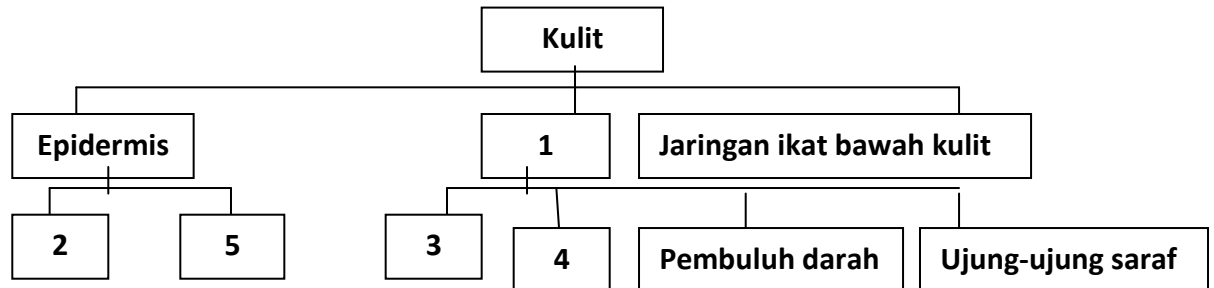 Kulit
Epidermis
1
Jaringan ikat bawah kulit
2
5
3
4
Pembuluh darah
Ujung-ujung saraf